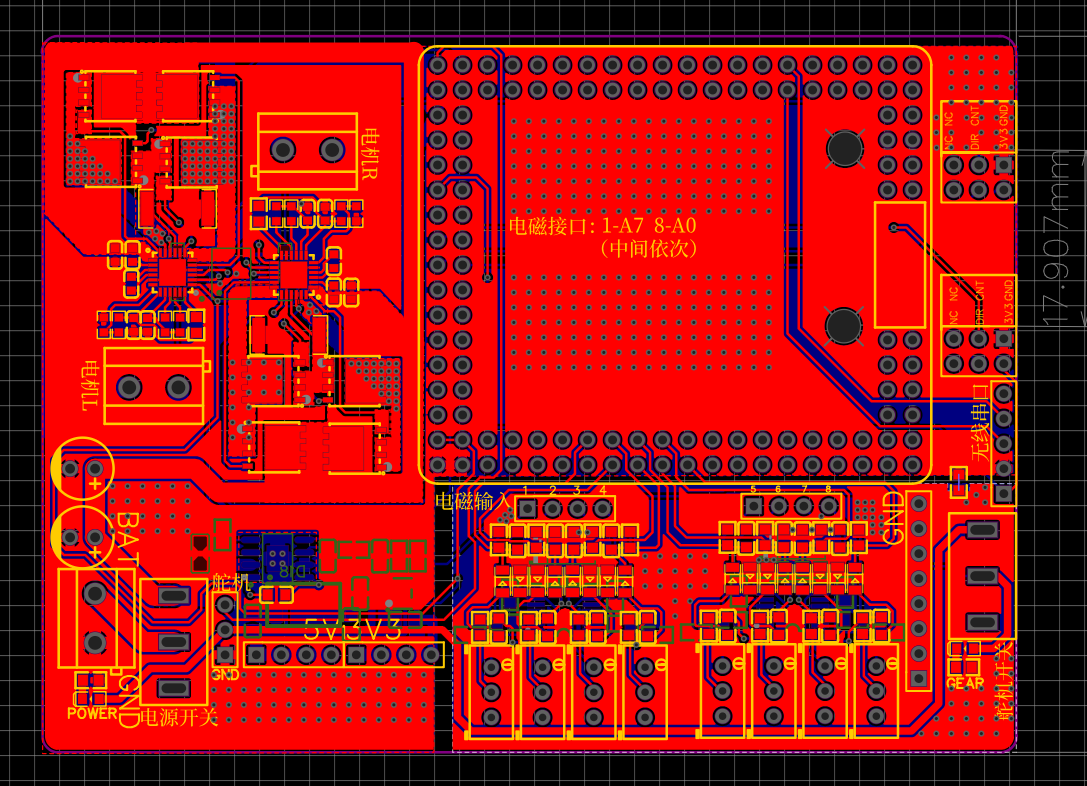 电机R
NC NC
DIR CNT
3V3 GND
电磁接口: 1-A7 8-A0
(中间依次)
17.907mm
NC NC
DIR CNT
3V3 GND
电机L
无线串口
电磁输入
1 2 3 4
5 6 7 8
GND
BAT
舵机
5V 3V3
GND
GND
POWER
电源开关
GEAR
舵机开关